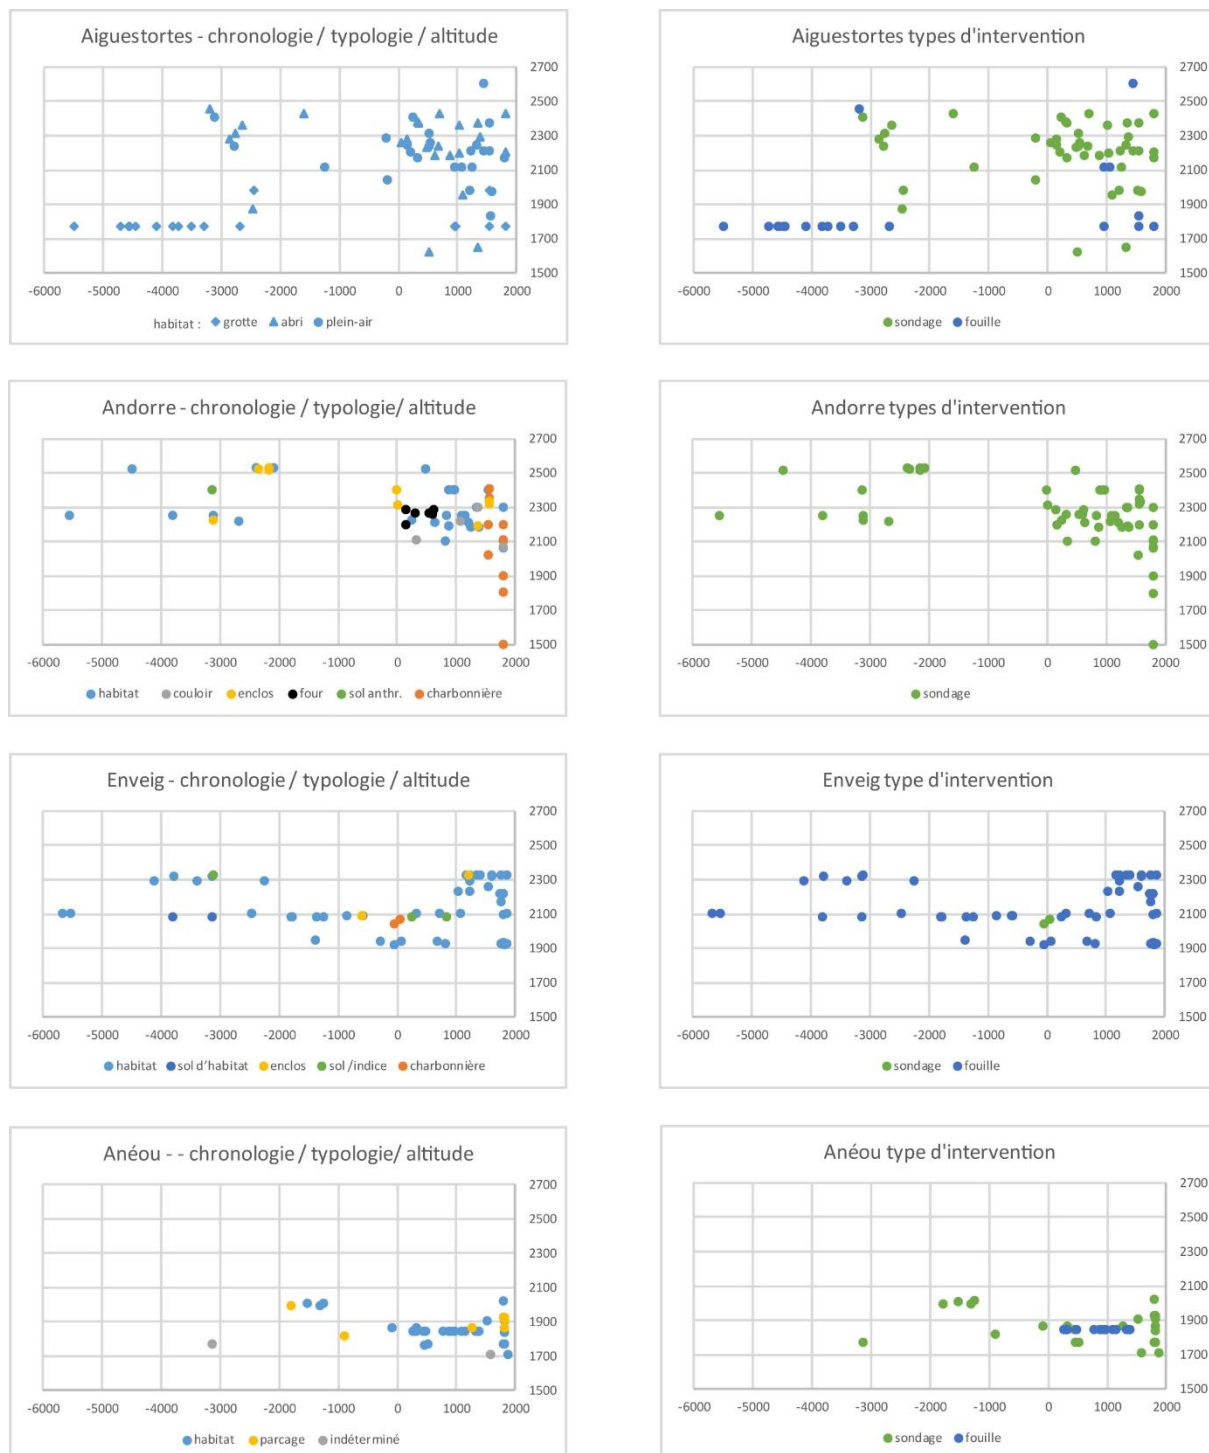 Aiguestortes - chronologie / typologie / altitude
2700
2500
2300
2100
1900
1700
1500
-6000 -5000 -4000 -3000 -2000 -1000 0 1000 2000
habitat : grotte abri plein-air
Aiguestortes types d'intervention
2700
2500
2300
2100
1900
1700
1500
-6000 -5000 -4000 -3000 -2000 -1000 0 1000 2000
sondage fouille
Andorre - chronologie / typologie/ altitude
2700
2500
2300
2100
1900
1700
1500
-6000 -5000 -4000 -3000 -2000 -1000 0 1000 2000
habitat couloir enclos four sol anthr. charbonnière
Andorre types d'intervention
2700
2500
2300
2100
1900
1700
1500
-6000 -5000 -4000 -3000 -2000 -1000 0 1000 2000
sondage
Enveig - chronologie / typologie / altitude
2700
2500
2300
2100
1900
1700
1500
-6000 -5000 -4000 -3000 -2000 -1000 0 1000 2000
habitat sol d'habitat enclos sol /indice charbonnière
Enveig type d'intervention
2700
2500
2300
2100
1900
1700
1500
-6000 -5000 -4000 -3000 -2000 -1000 0 1000 2000
sondage fouille
Anéou - - chronologie / typologie/ altitude
2700
2500
2300
2100
1900
1700
1500
-6000 -5000 -4000 -3000 -2000 -1000 0 1000 2000
habitat parcage indéterminé
Anéou type d'intervention
2700
2500
2300
2100
1900
1700
1500
-6000 -5000 -4000 -3000 -2000 -1000 0 1000 2000
sondage fouille